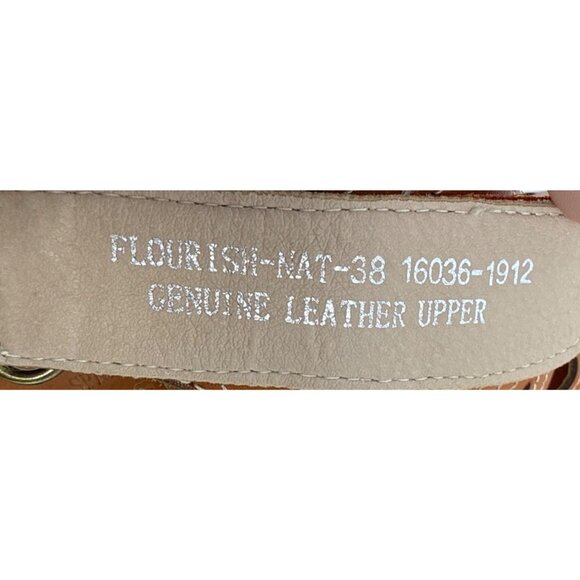 FLOURISH-NAT-38 16036-1912
GENUINE LEATHER UPPER